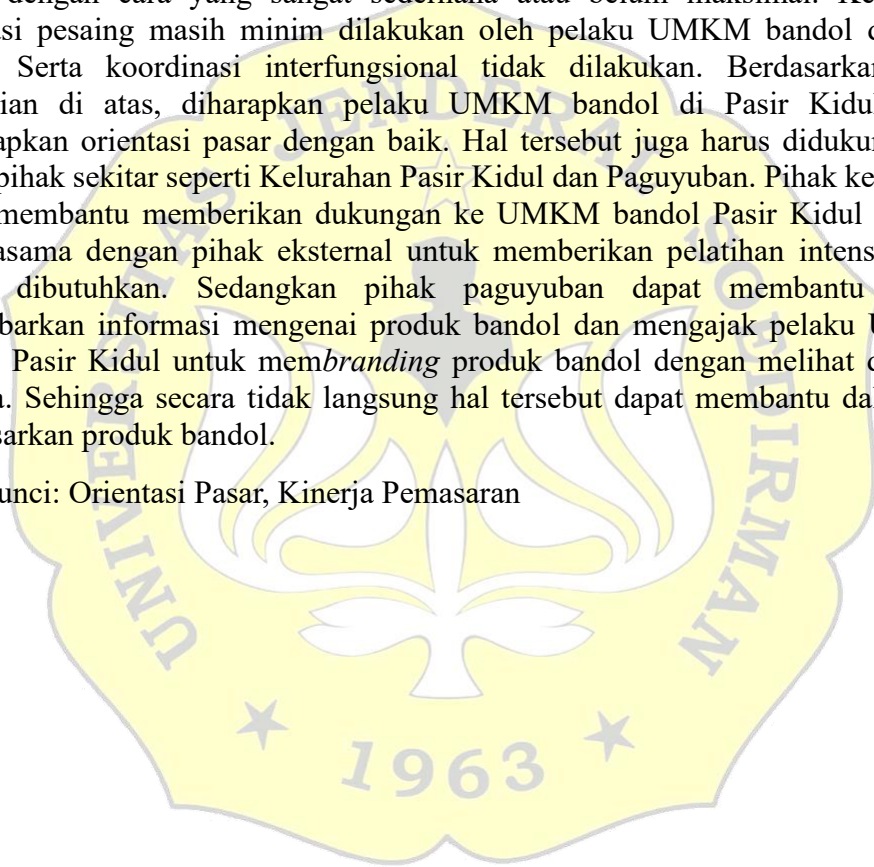 dengan cara yang sangat sederhana atau belum maksimal. Ke
si pesaing masih minim dilakukan oleh pelaku UMKM bandol d
Serta koordinasi interfungsional tidak dilakukan. Berdasarkan
ian di atas, diharapkan pelaku UMKM bandol di Pasir Kidul
apkan orientasi pasar dengan baik. Hal tersebut juga harus didukun
pihak sekitar seperti Kelurahan Pasir Kidul dan Paguyuban. Pihak ke
membantu memberikan dukungan ke UMKM bandol Pasir Kidul
asama dengan pihak eksternal untuk memberikan pelatihan intens
dibutuhkan. Sedangkan pihak paguyuban dapat membantu
barkan informasi mengenai produk bandol dan mengajak pelaku U
Pasir Kidul untuk membranding produk bandol dengan melihat d
a. Sehingga secara tidak langsung hal tersebut dapat membantu dal
sarkan produk bandol.
unci: Orientasi Pasar, Kinerja Pemasaran
UNIVERSITAS JENDERAL SOEDIRMAN
1963